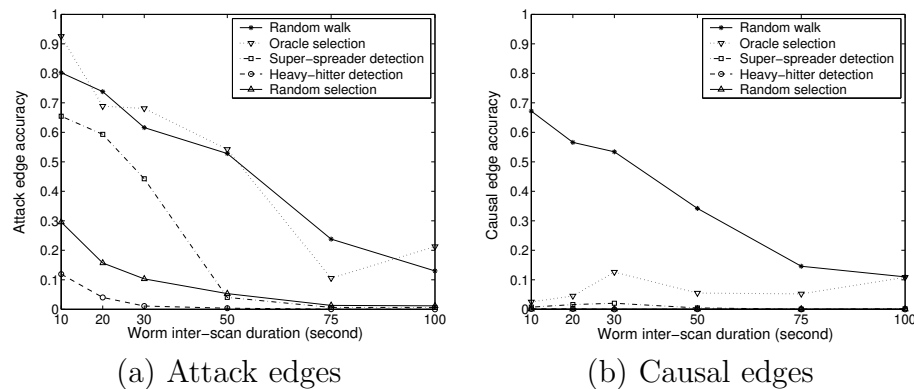 1
0.9
0.8
0.7
0.6
0.5
0.4
0.3
0.2
0.1
0
Attack edge accuracy
Random walk
Oracle selection
Super-spreader detection
Heavy-hitter detection
Random selection
10 20 30 50 75 100
Worm inter-scan duration (second)
(a) Attack edges
1
0.9
0.8
0.7
0.6
0.5
0.4
0.3
0.2
0.1
0
Causal edge accuracy
Random walk
Oracle selection
Super-spreader detection
Heavy-hitter detection
Random selection
10 20 30 50 75 100
Worm inter-scan duration (second)
(b) Causal edges